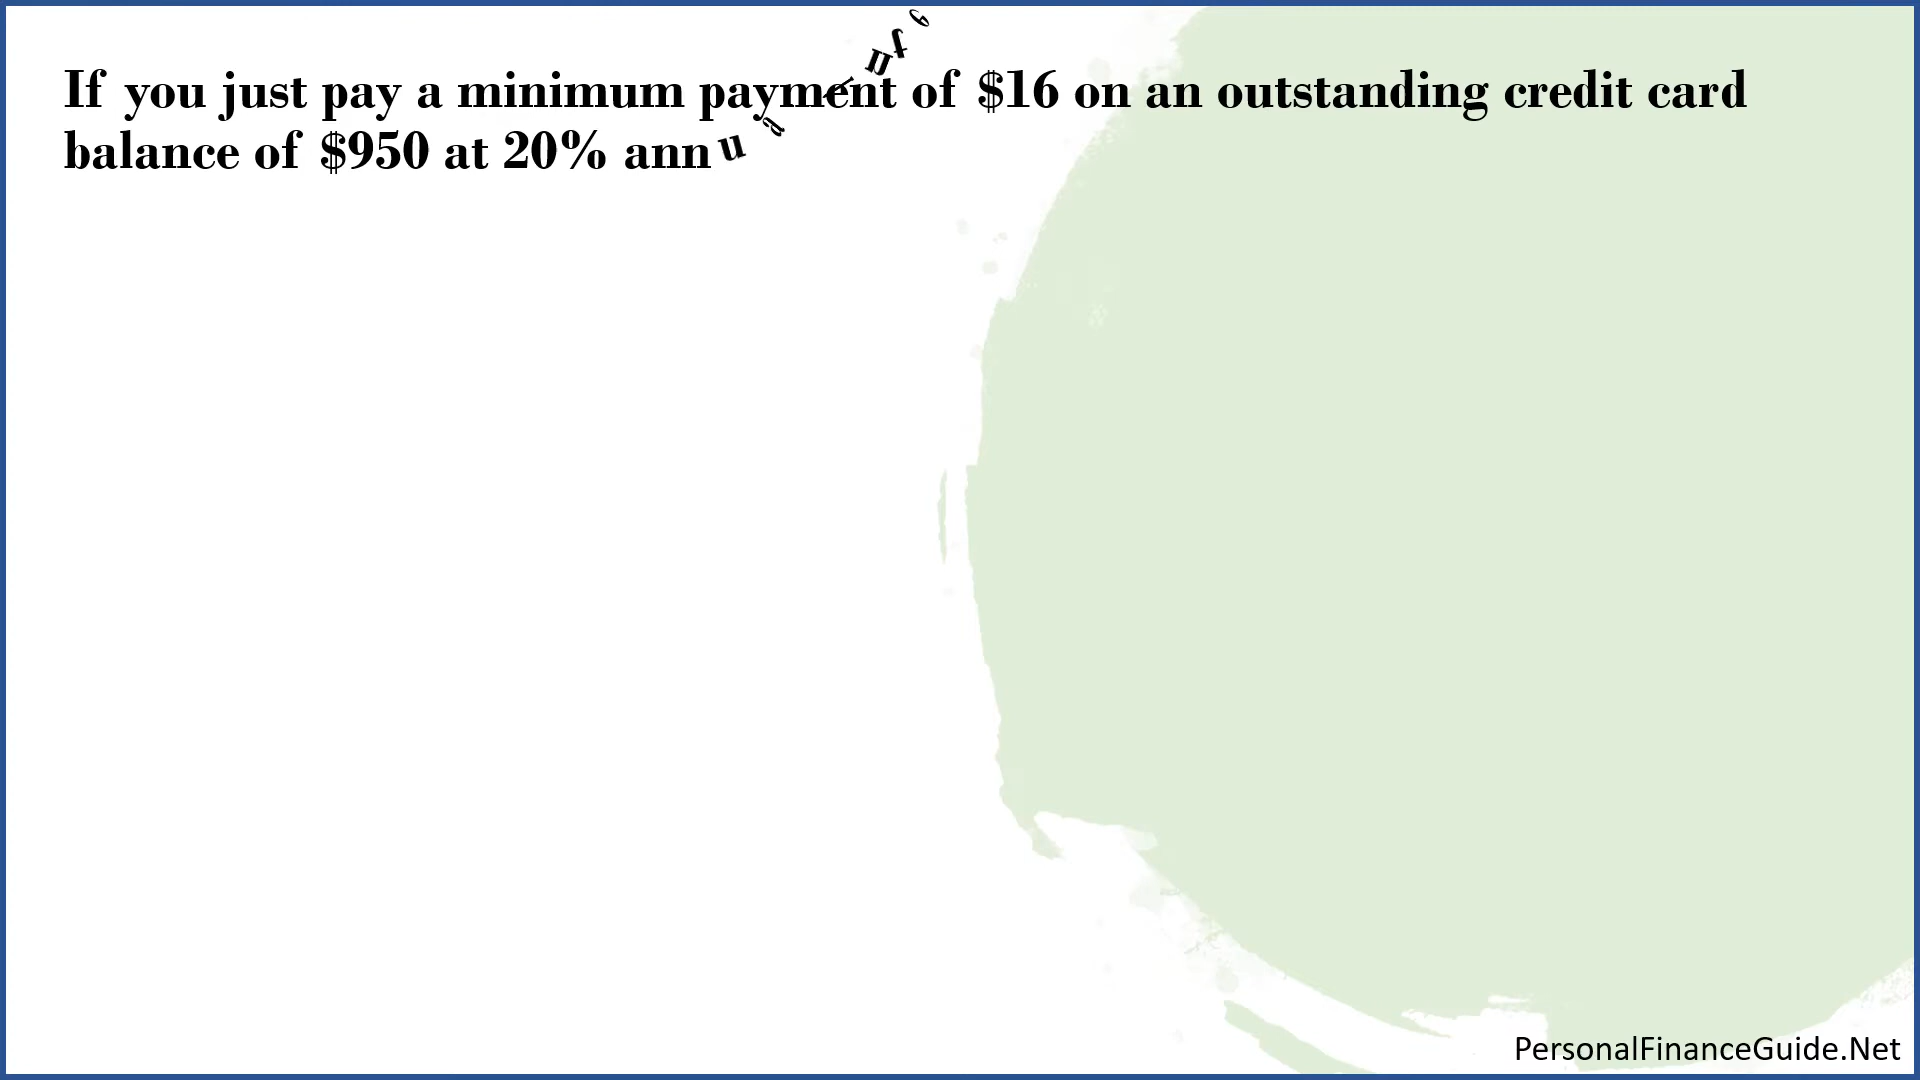 If you just pay a minimum payment of $16 on an outstanding credit card
balance of $950 at 20% annu
PersonalFinanceGuide.Net